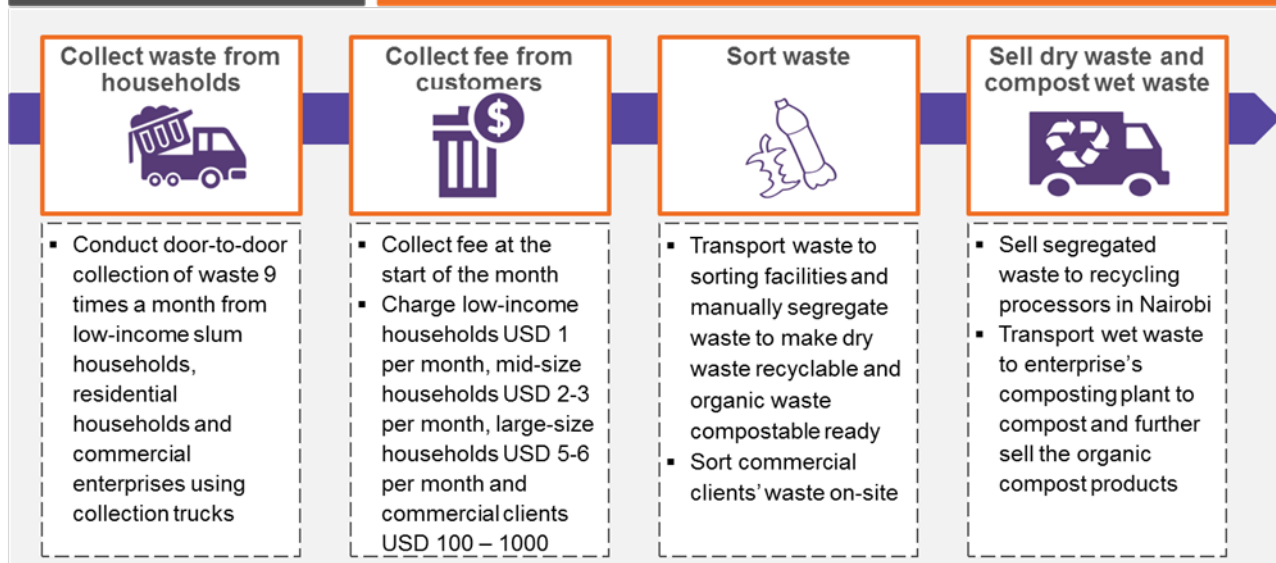 Collect waste from
households
Collect fee from
customers
Sort waste
Sell dry waste and
compost wet waste
$
▪ Conduct door-to-door
collection of waste 9
times a month from
low-income slum
households,
residential
households and
commercial
enterprises using
collection trucks
▪ Collect fee at the
start of the month
▪ Charge low-income
households USD 1
per month, mid-size
households USD 2-3
per month, large-size
households USD 5-6
per month and
commercial clients
USD 100 – 1000
▪ Transport waste to
sorting facilities and
manually segregate
waste to make dry
waste recyclable and
organic waste
compostable ready
▪ Sort commercial
clients' waste on-site
▪ Sell segregated
waste to recycling
processors in Nairobi
▪ Transport wet waste
to enterprise's
composting plant to
compost and further
sell the organic
compost products